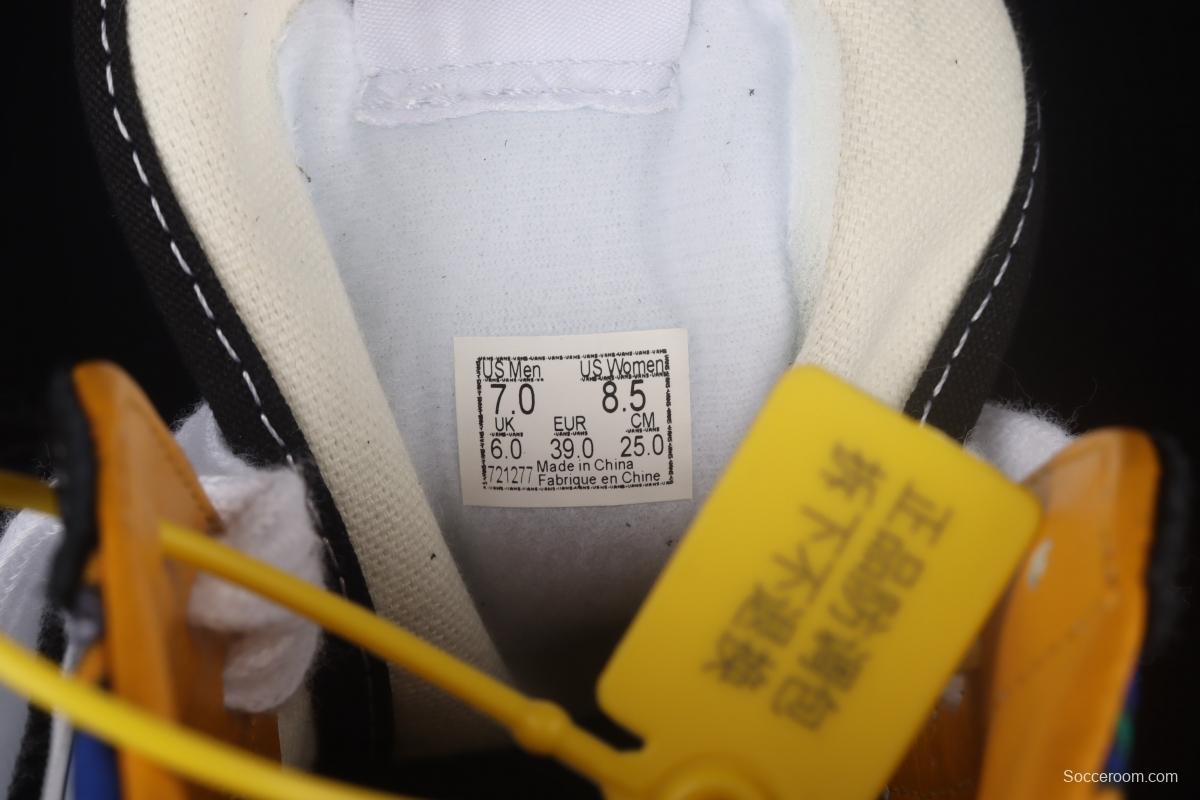 US Men US Women
7.0 8.5
UK EUR CM
6.0 39.0 25.0
721277 Made in China
Fabrique en Chine
正品防调包
拆下不退换
Socceroom.com